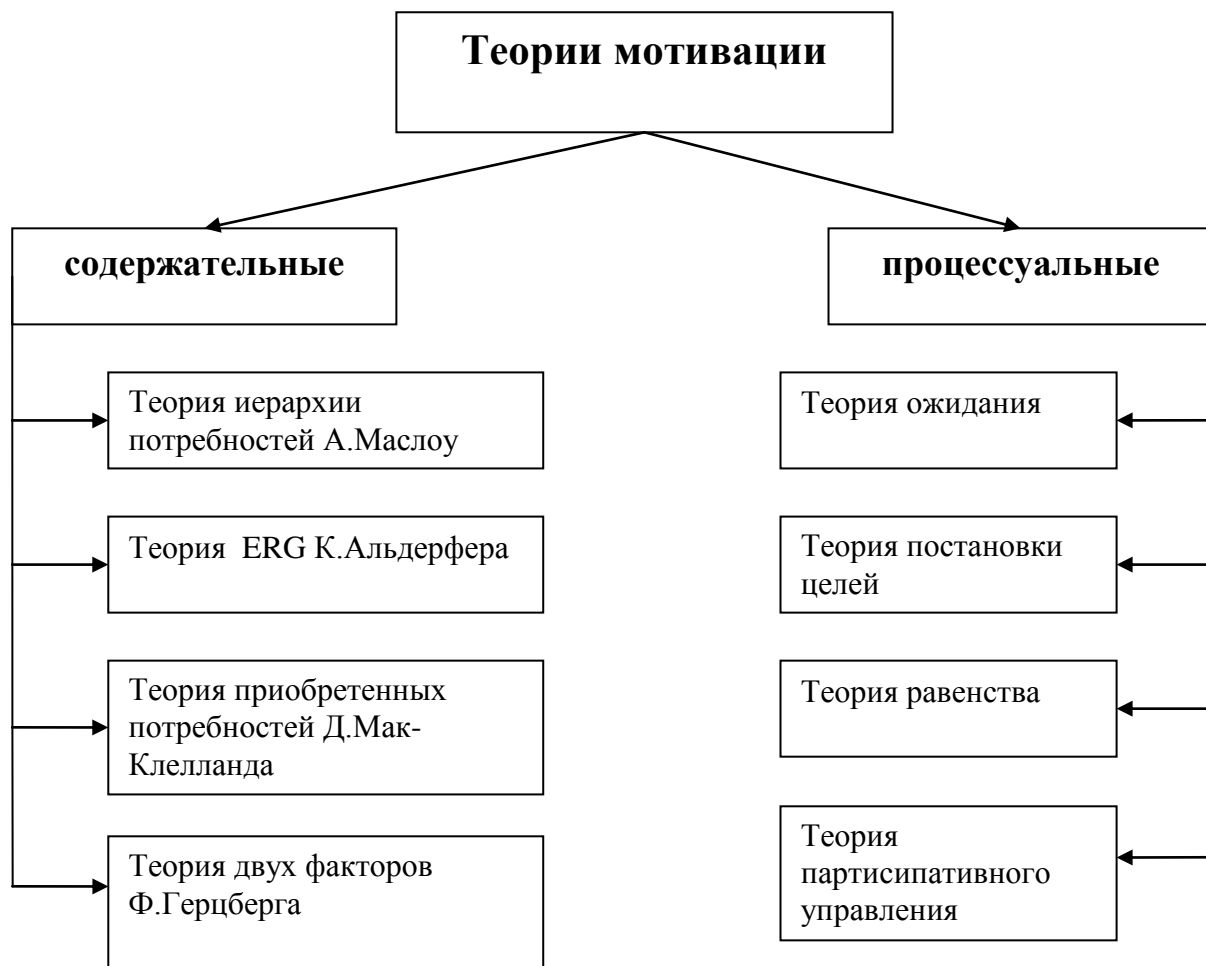 Теории мотивации
содержательные
процессуальные
Теория иерархии
потребностей А.Маслоу
Теория ERG К.Альдерфера
Теория приобретенных
потребностей Д.Мак-
Клелланда
Теория двух факторов
Ф.Герцберга
Теория ожидания
Теория постановки
целей
Теория равенства
Теория
партисипативного
управления